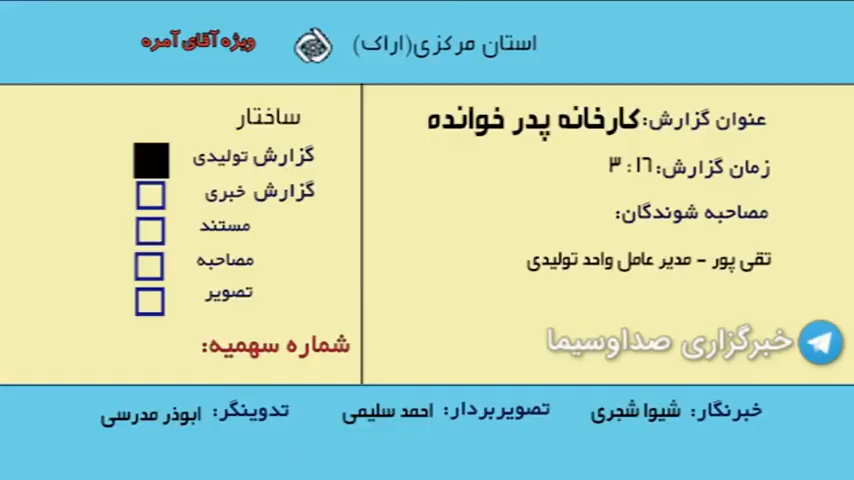 استان مرکزی(اراک)
ویژه آقای آمره
عنوان گزارش:کارخانه پدر خوانده
زمان گزارش: ۳:۱۶
مصاحبه شوندگان:
تقی پور - مدیر عامل واحد تولیدی
خبرگزاری صداوسیما
ساختار
گزارش تولیدی
گزارش خبری
مستند
مصاحبه
تصویر
شماره سهمیه:
خبرنگار: شیوا شجری
تصویربردار: احمد سلیمی
تدوینگر: ابوذر مدرسی